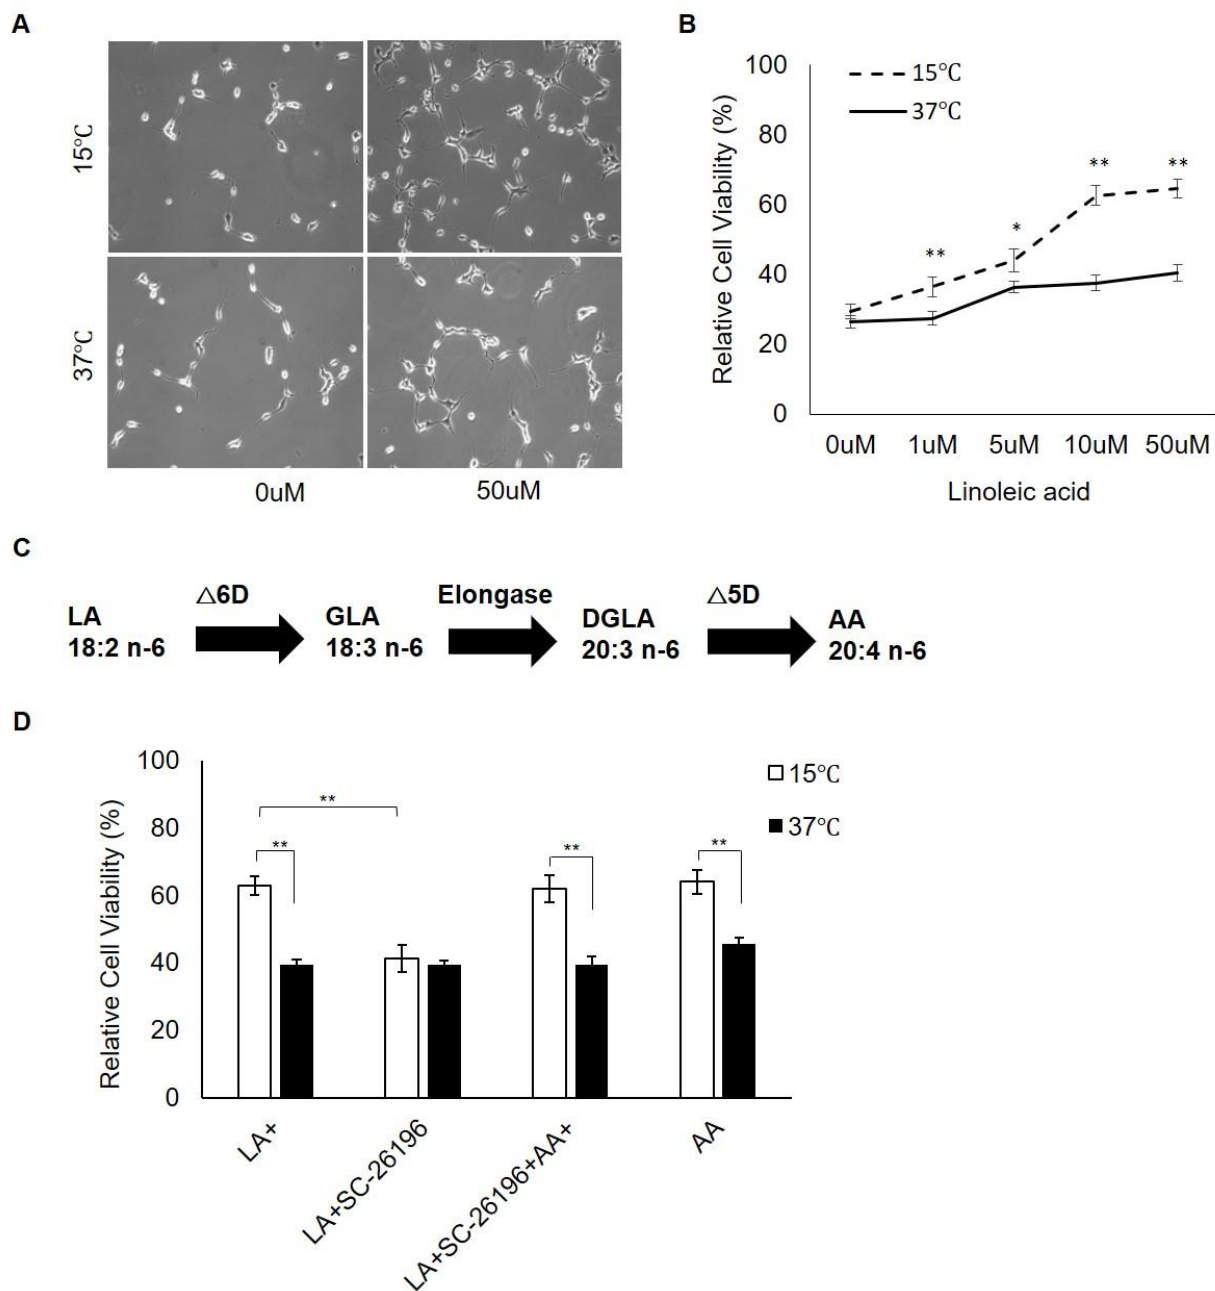 A
15℃
37℃
0uM
50uM
B
Relative Cell Viability (%)
100
80
60
40
20
0
15℃
37℃
**
*
**
**
0uM 1uM 5uM 10uM 50uM
Linoleic acid
C
△6D
Elongase
△5D
LA
18:2 n-6
GLA
18:3 n-6
DGLA
20:3 n-6
AA
20:4 n-6
D
Relative Cell Viability (%)
100
80
60
40
20
0
15℃
37℃
**
**
**
**
LA+
LA+SC-26196
LA+SC-26196+AA+
AA